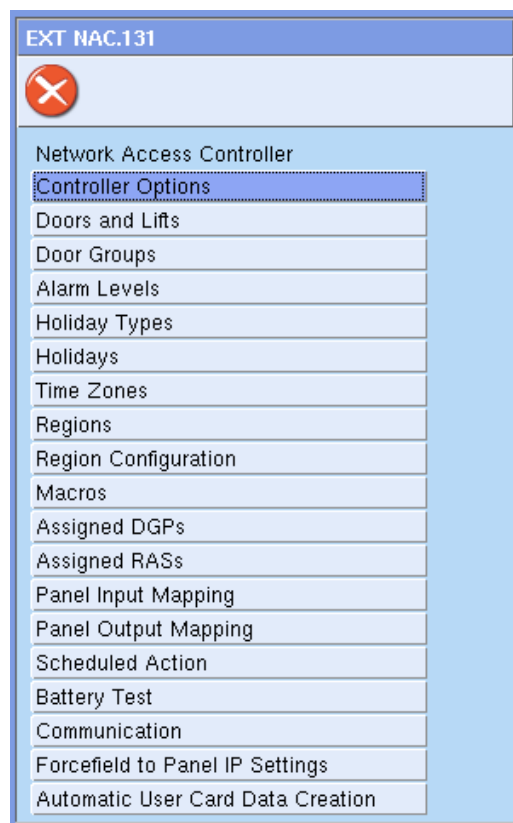 EXT NAC.131
Network Access Controller
Controller Options
Doors and Lifts
Door Groups
Alarm Levels
Holiday Types
Holidays
Time Zones
Regions
Region Configuration
Macros
Assigned DGPs
Assigned RASs
Panel Input Mapping
Panel Output Mapping
Scheduled Action
Battery Test
Communication
Forcefield to Panel IP Settings
Automatic User Card Data Creation